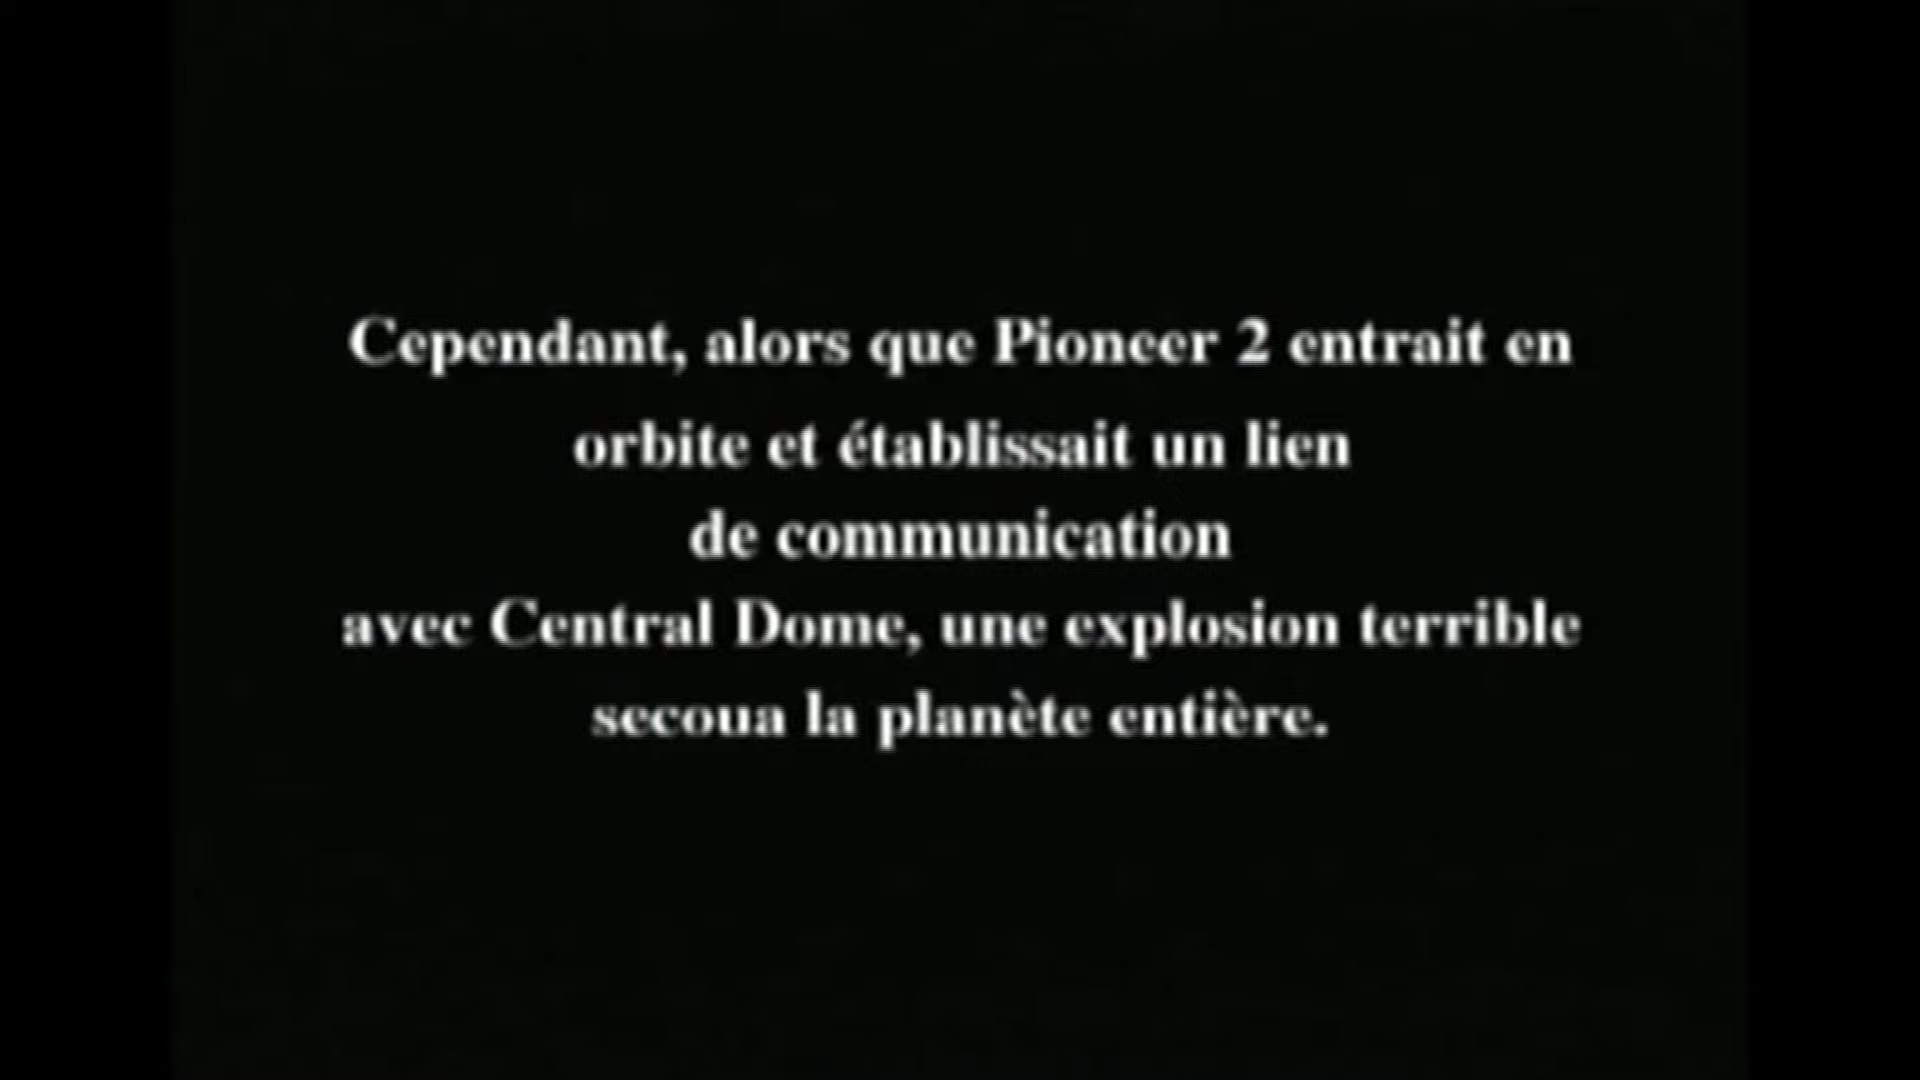 Cependant, alors que Pioneer 2 entrait en
orbite et établissait un lien
de communication
avec Central Dome, une explosion terrible
secoua la planète entière.